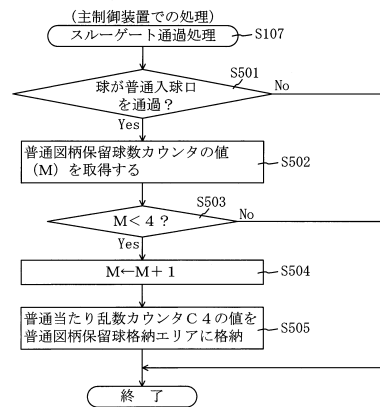 (主制御装置での処理)
スルーゲート通過処理
S107
球が普通入球口
を通過?
S501
No
Yes
普通図柄保留球数カウンタの値
(M)を取得する
S502
M<4?
S503
No
Yes
M←M+1
S504
普通当たり乱数カウンタC4の値を
普通図柄保留球格納エリアに格納
S505
終 了